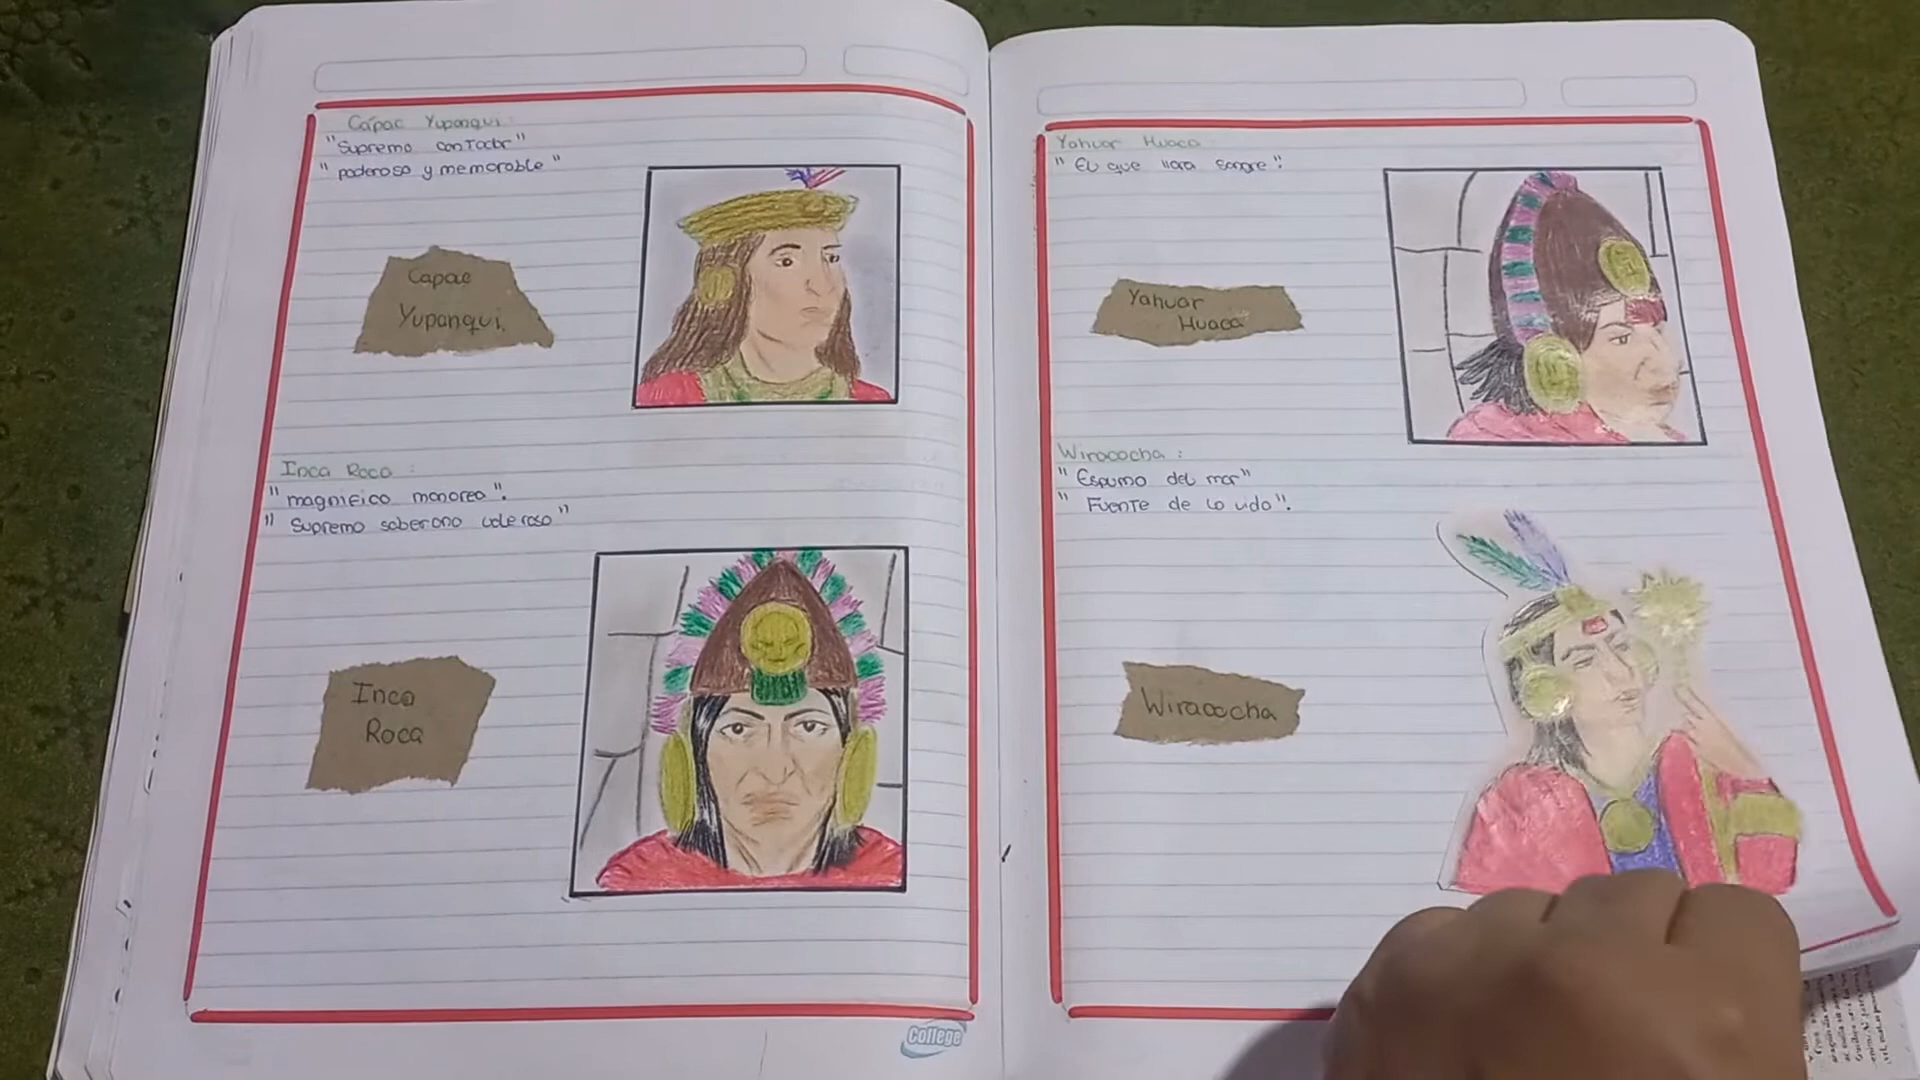 Cápac Yupanqui:
"Supremo contador"
"poderoso y memorable"
Capac
Yupanqui
Inca Roca :
"magnifico monarca".
"Supremo soberano valeroso"
Inca
Roca
College
Yahuar Huaca
"El que llora sangre".
Yahuar
Huaca
Wiracocha :
"Espuma del mar"
"Fuente de la vida".
Wiracocha